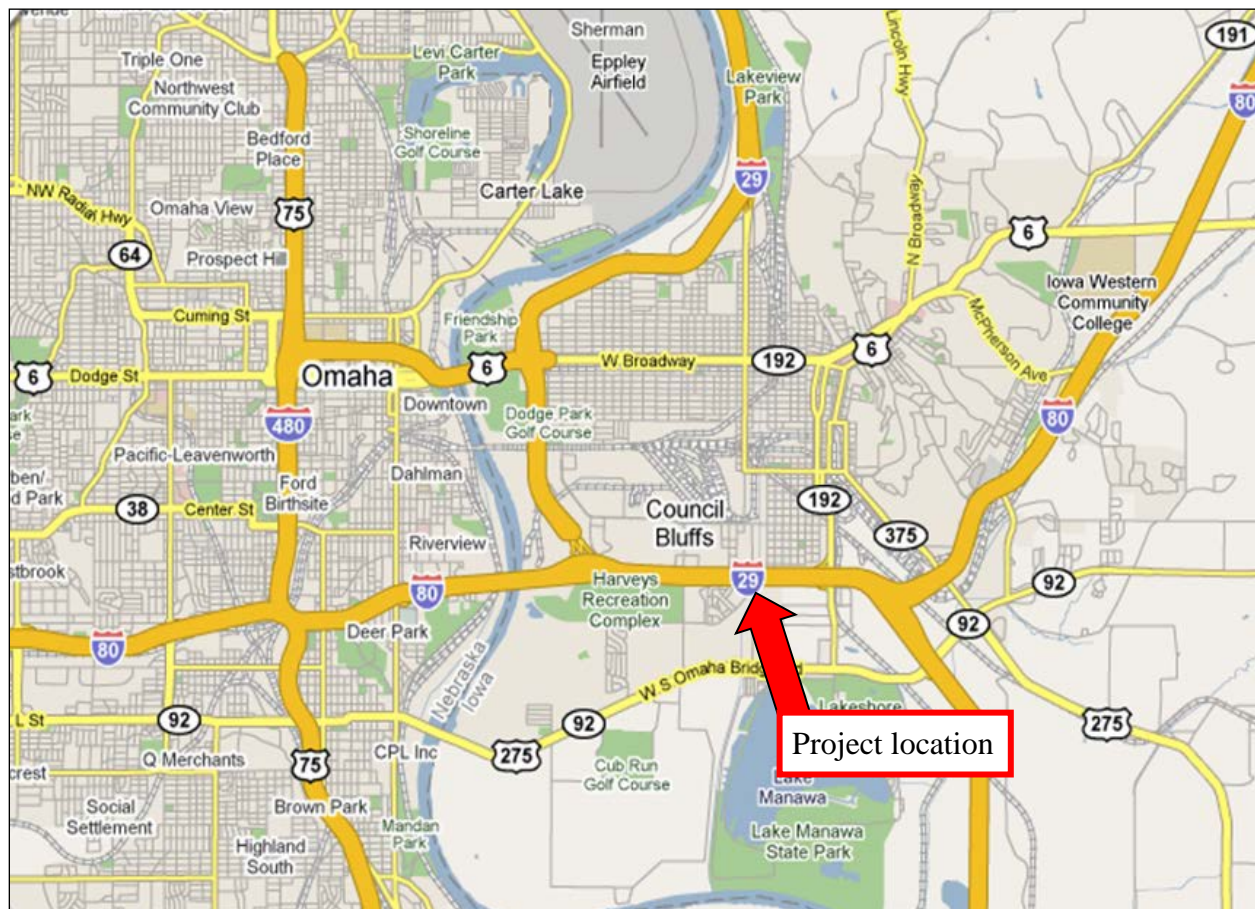 Sherman
Eppley
Airfield
191
Triple One
Levi Carter
Park
Lakeview
Park
Lincoln Hwy
80
Northwest
Community Club
Bedford
Place
Shoreline
Golf Course
29
Carter Lake
NW Radial Hwy
Omaha View
75
N Broadway
6
64
Prospect Hill
Iowa Western
Community
College
Cuming St
Friendship
Park
McPherson Ave
6
Dodge St
Omaha
6
W Broadway
192
6
Downtown
Dodge Park
Golf Course
480
80
Pacific-Leavenworth
Dahlman
Ford
Birthsite
38
Center St
192
Council
Bluffs
375
Riverview
80
Harveys
Recreation
Complex
29
92
Deer Park
92
80
Nebraska
Iowa
W S Omaha Bridge
L St
92
92
275
Lakeshore
275
Project location
Q Merchants
75
CPL Inc
Cub Run
Golf Course
Lake
Manawa
Social
Settlement
Brown Park
Mandan
Park
Lake Manawa
State Park
Highland
South